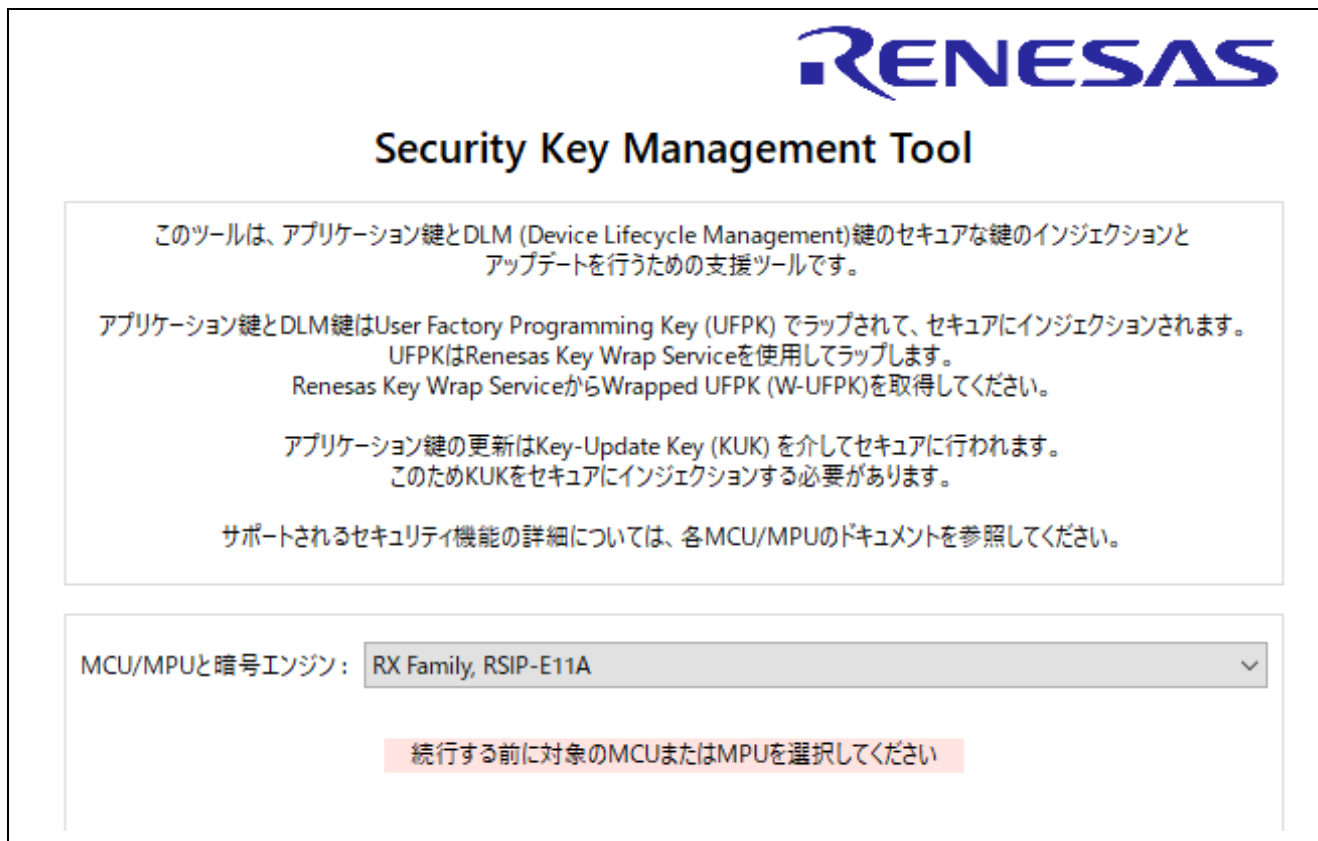 RENESAS
Security Key Management Tool
このツールは、アプリケーション鍵とDLM (Device Lifecycle Management)鍵のセキュアな鍵のインジェクションと
アップデートを行うための支援ツールです。
アプリケーション鍵とDLM鍵はUser Factory Programming Key (UFPK) でラップされて、セキュアにインジェクションされます。
UFPKはRenesas Key Wrap Serviceを使用してラップします。
Renesas Key Wrap ServiceからWrapped UFPK (W-UFPK)を取得してください。
アプリケーション鍵の更新はKey-Update Key (KUK) を介してセキュアに行われます。
このためKUKをセキュアにインジェクションする必要があります。
サポートされるセキュリティ機能の詳細については、各MCU/MPUのドキュメントを参照してください。
MCU/MPUと暗号エンジン : RX Family, RSIP-E11A
続行する前に対象のMCUまたはMPUを選択してください